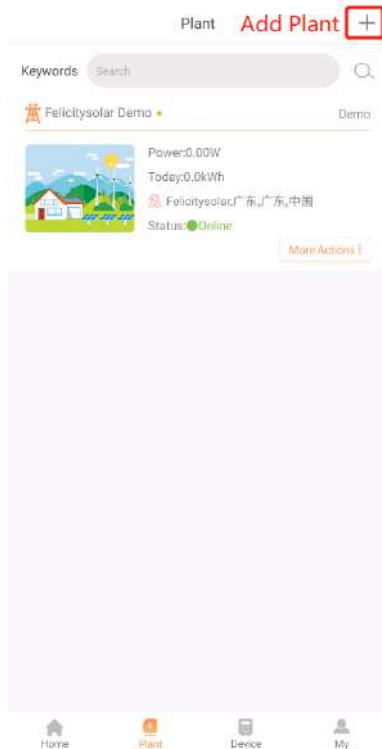 Plant Add Plant
Keywords Search
Felicitysolar Demo Demo
Power:0.00W
Today:0.0kWh
Felicitysolar,广东,广东,中国
Status:Online
More Actions
Home Plant Device My